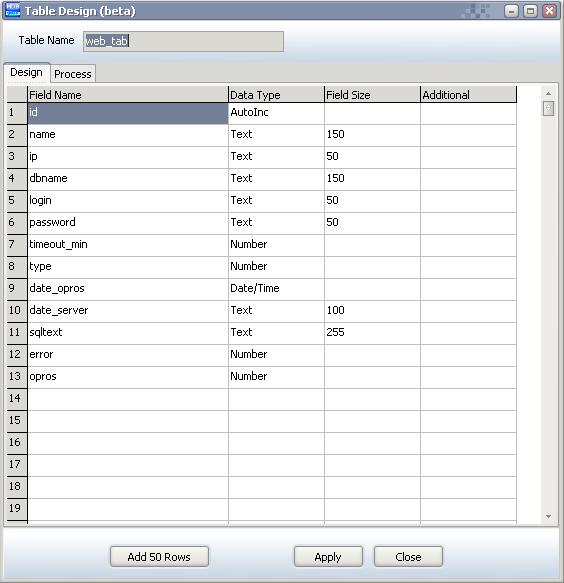 Table Design (beta)
Table Name web_tab
Design Process
Field Name Data Type Field Size Additional
1 id AutoInc
2 name Text 150
3 ip Text 50
4 dbname Text 150
5 login Text 50
6 password Text 50
7 timeout_min Number
8 type Number
9 date_opros Date/Time
10 date_server Text 100
11 sqltext Text 255
12 error Number
13 opros Number
14
15
16
17
18
19
Add 50 Rows Apply Close